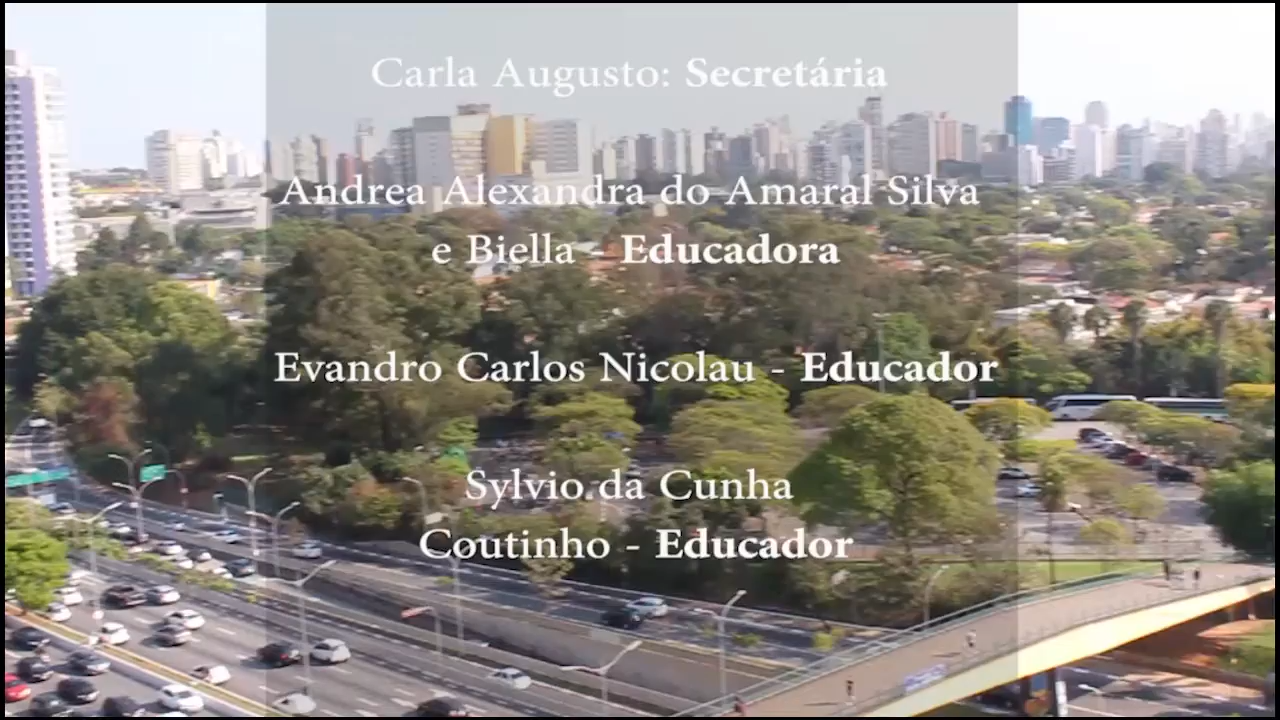 Carla Augusto: Secretária
Andrea Alexandra do Amaral Silva
e Biella - Educadora
Evandro Carlos Nicolau - Educador
Sylvio da Cunha
Coutinho - Educador